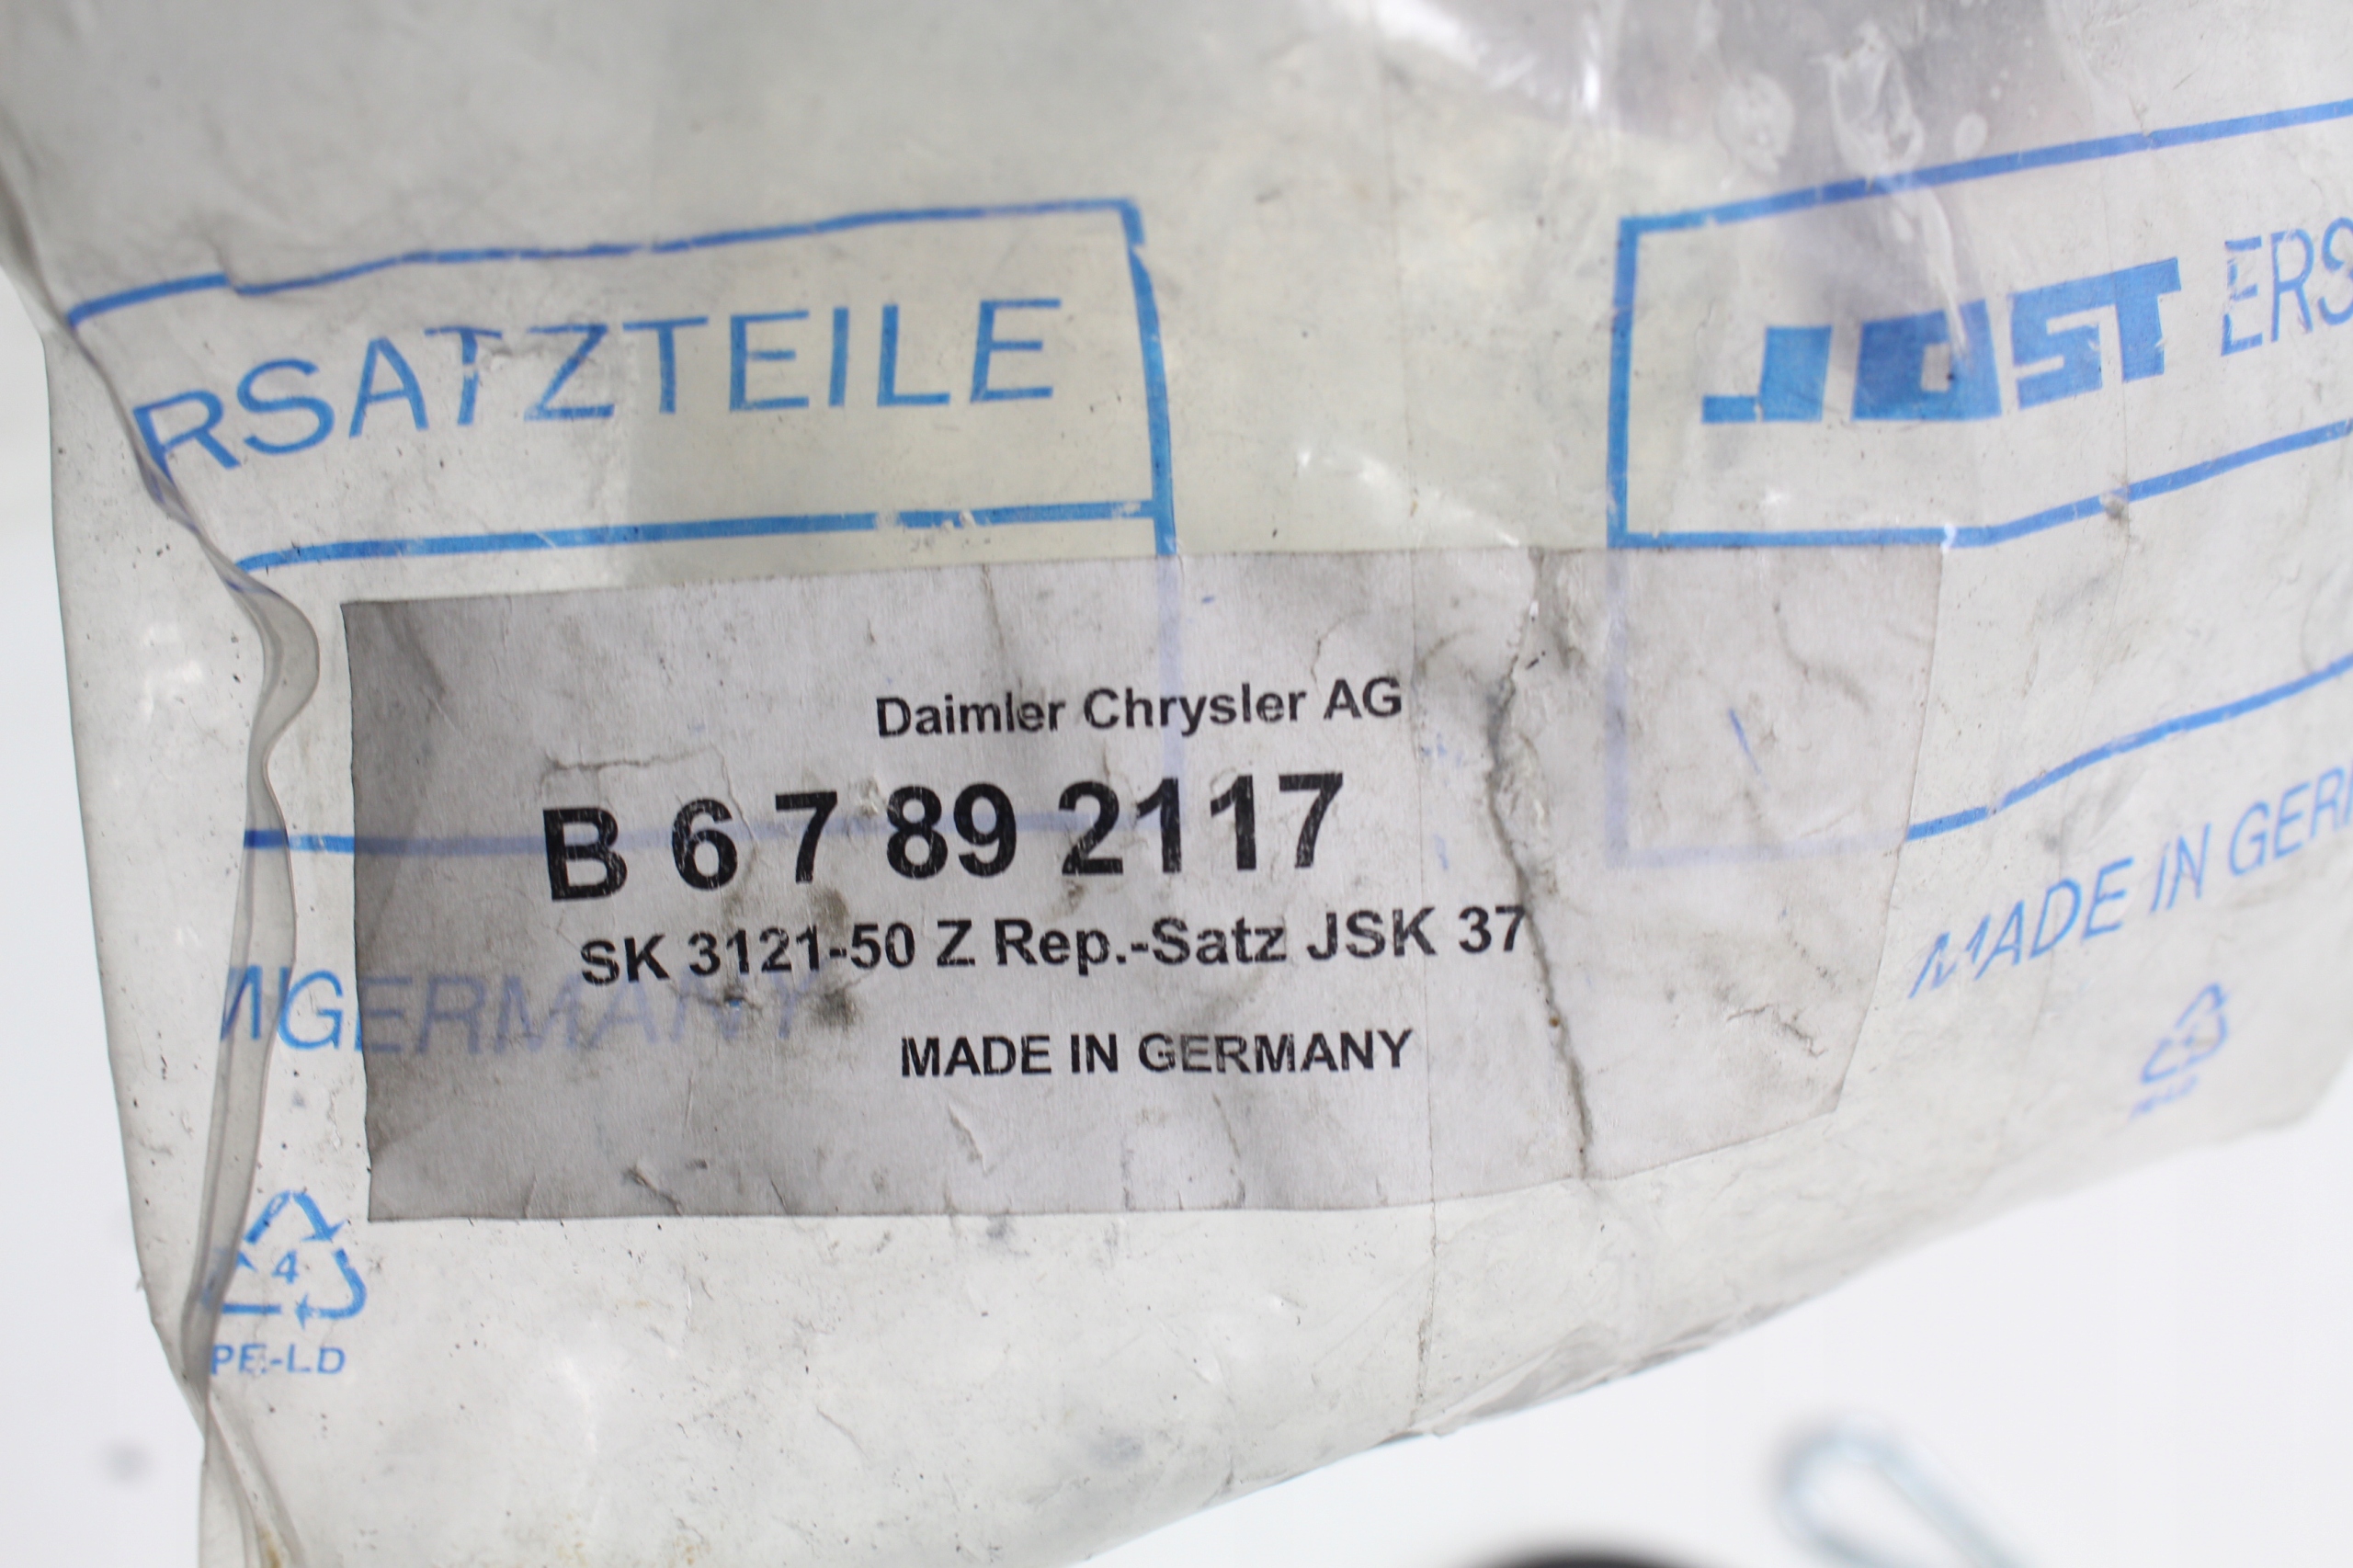 RSATZTEILE
JOST ERS
Daimler Chrysler AG
B 6 7 89 2117
SK 3121-50 Z Rep.-Satz JSK 37
MADE IN GERMANY
GERMANY
MADE IN GER
4
PE-LD